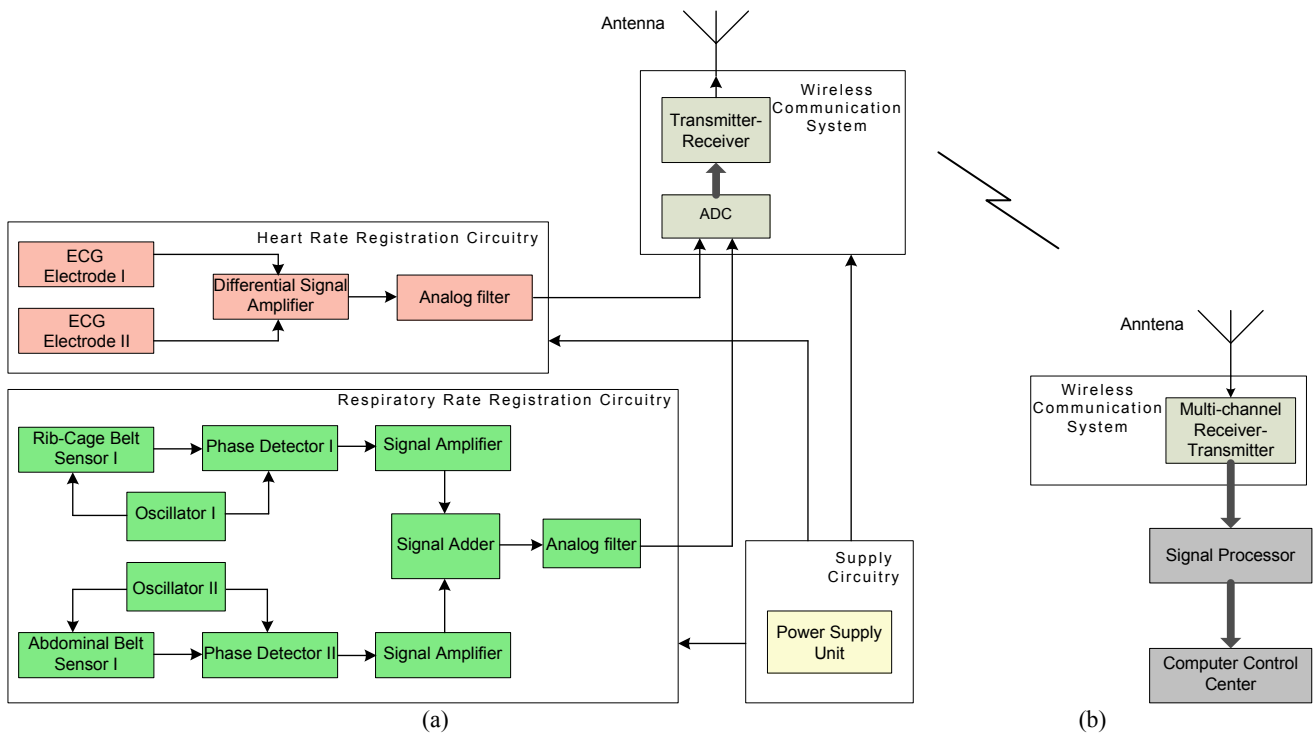 Antenna
Wireless
Communication
System
Transmitter-
Receiver
ADC
Heart Rate Registration Circuitry
ECG
Electrode I
Differential Signal
Amplifier
Analog filter
ECG
Electrode II
Respiratory Rate Registration Circuitry
Rib-Cage Belt
Sensor I
Phase Detector I
Signal Amplifier
Oscillator I
Signal Adder
Analog filter
Oscillator II
Abdominal Belt
Sensor I
Phase Detector II
Signal Amplifier
Supply
Circuitry
Power Supply
Unit
(a)
Anntena
Wireless
Communication
System
Multi-channel
Receiver-
Transmitter
Signal Processor
Computer Control
Center
(b)